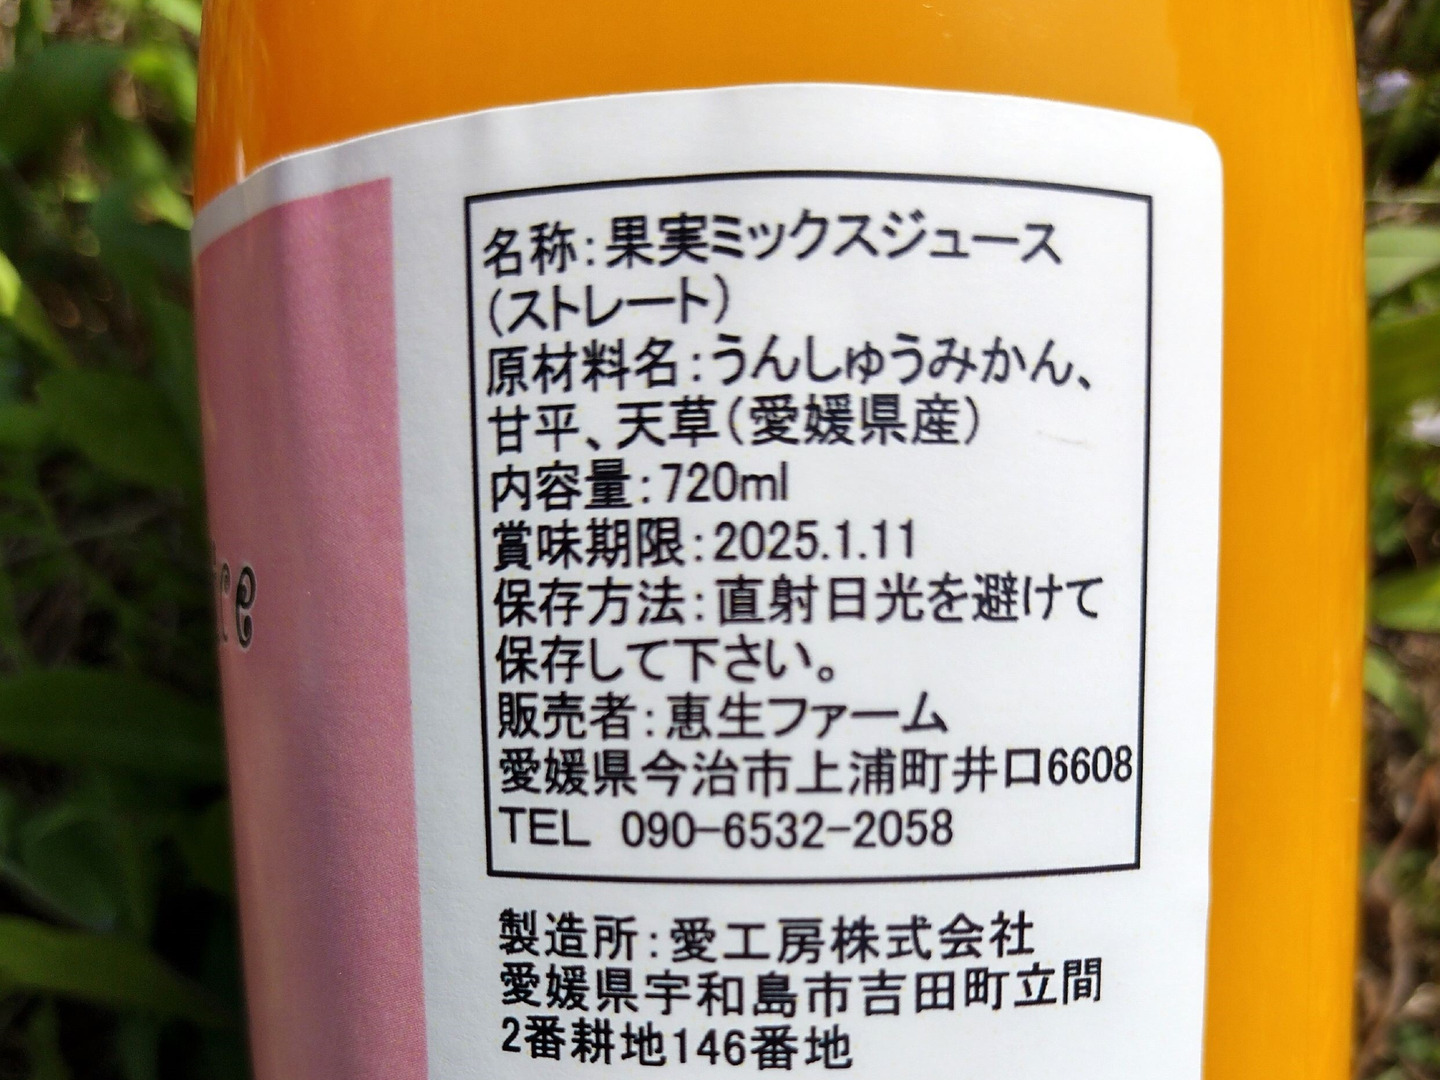 名称：果実ミックスジュース
（ストレート）
原材料名：うんしゅうみかん、
甘平、天草（愛媛県産）
内容量：720ml
賞味期限：2025.1.11
保存方法：直射日光を避けて
保存して下さい。
販売者：恵生ファーム
愛媛県今治市上浦町井口6608
TEL 090-6532-2058
製造所：愛工房株式会社
愛媛県宇和島市吉田町立間
2番耕地146番地